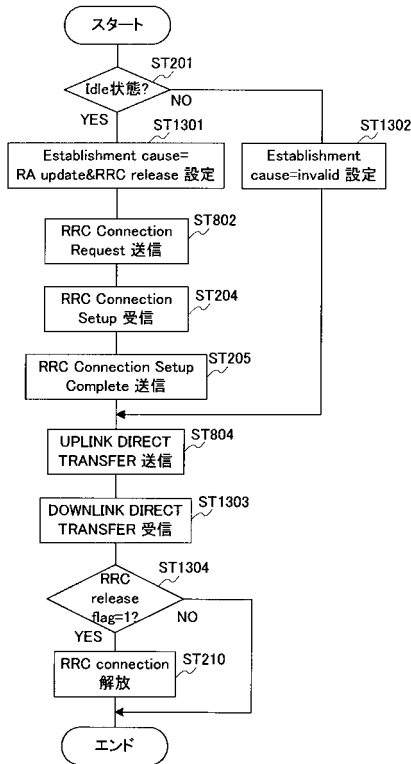 スタート
ST201
Idle状態?
NO
YES
ST1301
Establishment cause=
RA update&RRC release 設定
ST1302
Establishment
cause=invalid 設定
ST802
RRC Connection
Request 送信
ST204
RRC Connection
Setup 受信
ST205
RRC Connection Setup
Complete 送信
ST804
UPLINK DIRECT
TRANSFER 送信
ST1303
DOWNLINK DIRECT
TRANSFER 受信
ST1304
RRC
release
flag=1?
NO
YES
ST210
RRC connection
解放
エンド